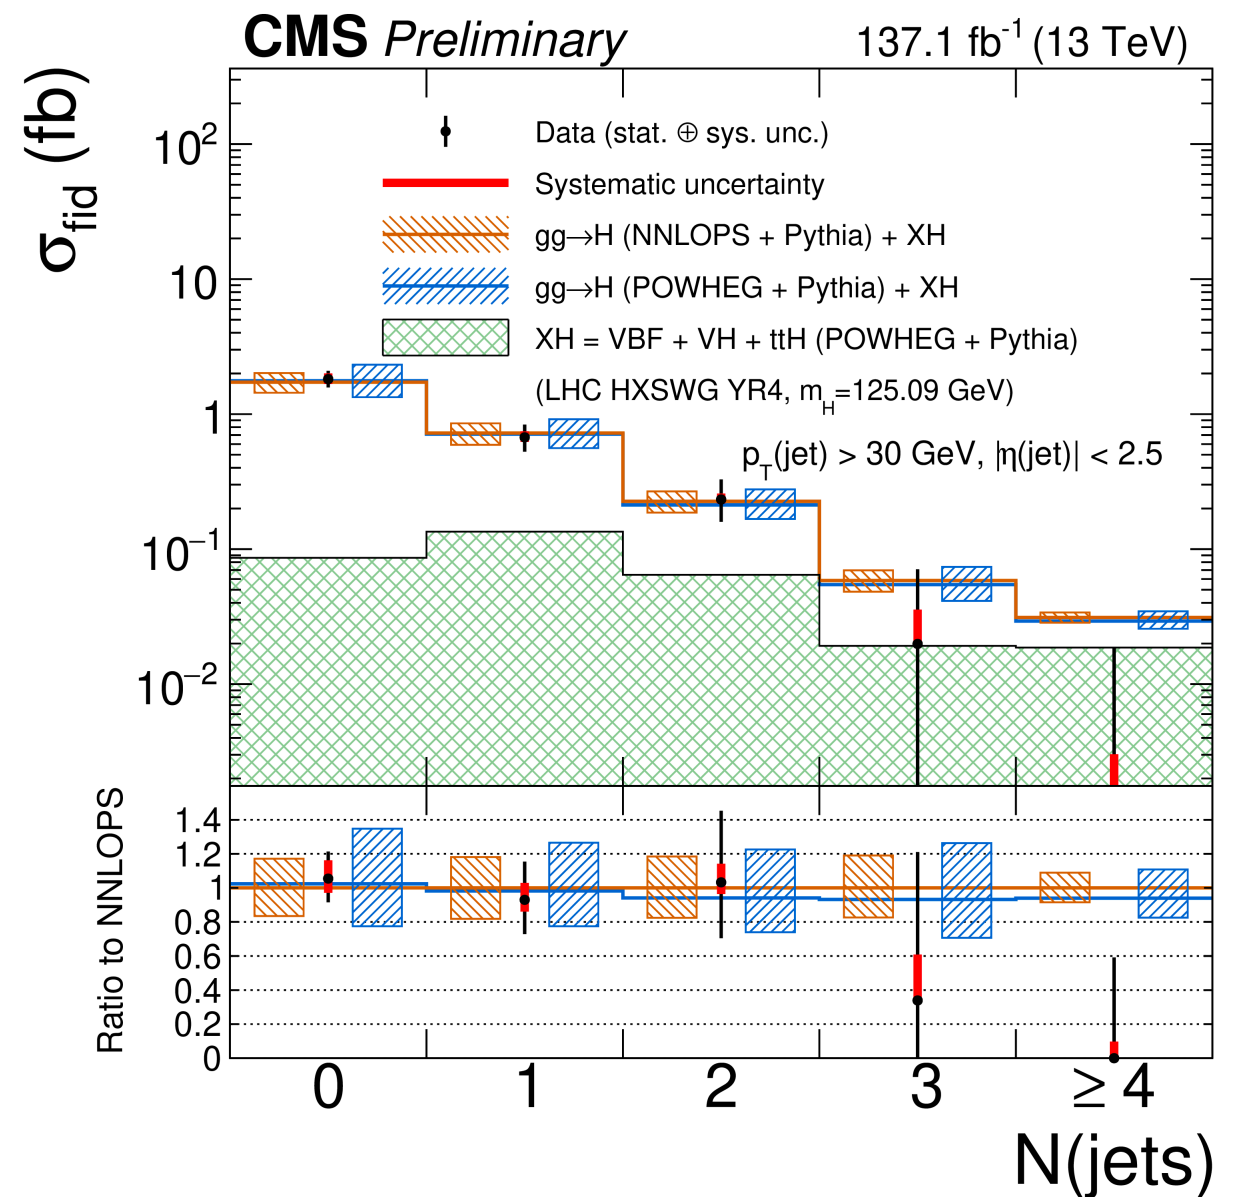 CMS Preliminary 137.1 fb⁻¹ (13 TeV)
σfid (fb)
10²
10
1
10⁻¹
10⁻²
Data (stat. ⊕ sys. unc.)
Systematic uncertainty
gg→H (NNLOPS + Pythia) + XH
gg→H (POWHEG + Pythia) + XH
XH = VBF + VH + ttH (POWHEG + Pythia)
(LHC HXSWG YR4, mH=125.09 GeV)
pT(jet) > 30 GeV, |η(jet)| < 2.5
Ratio to NNLOPS
1.4
1.2
1
0.8
0.6
0.4
0.2
0
0 1 2 3 ≥ 4
N(jets)